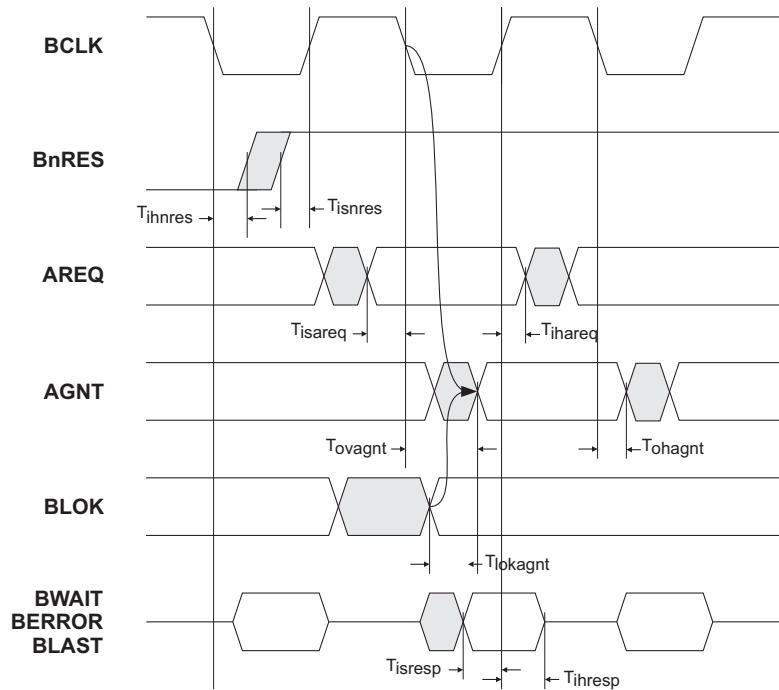 BCLK
BnRES
Tihnres
Tisnres
AREQ
Tisareq
Tihareq
AGNT
Tovagnt
Tohagnt
BLOK
Tlokagnt
BWAIT
BERROR
BLAST
Tisresp
Tihresp